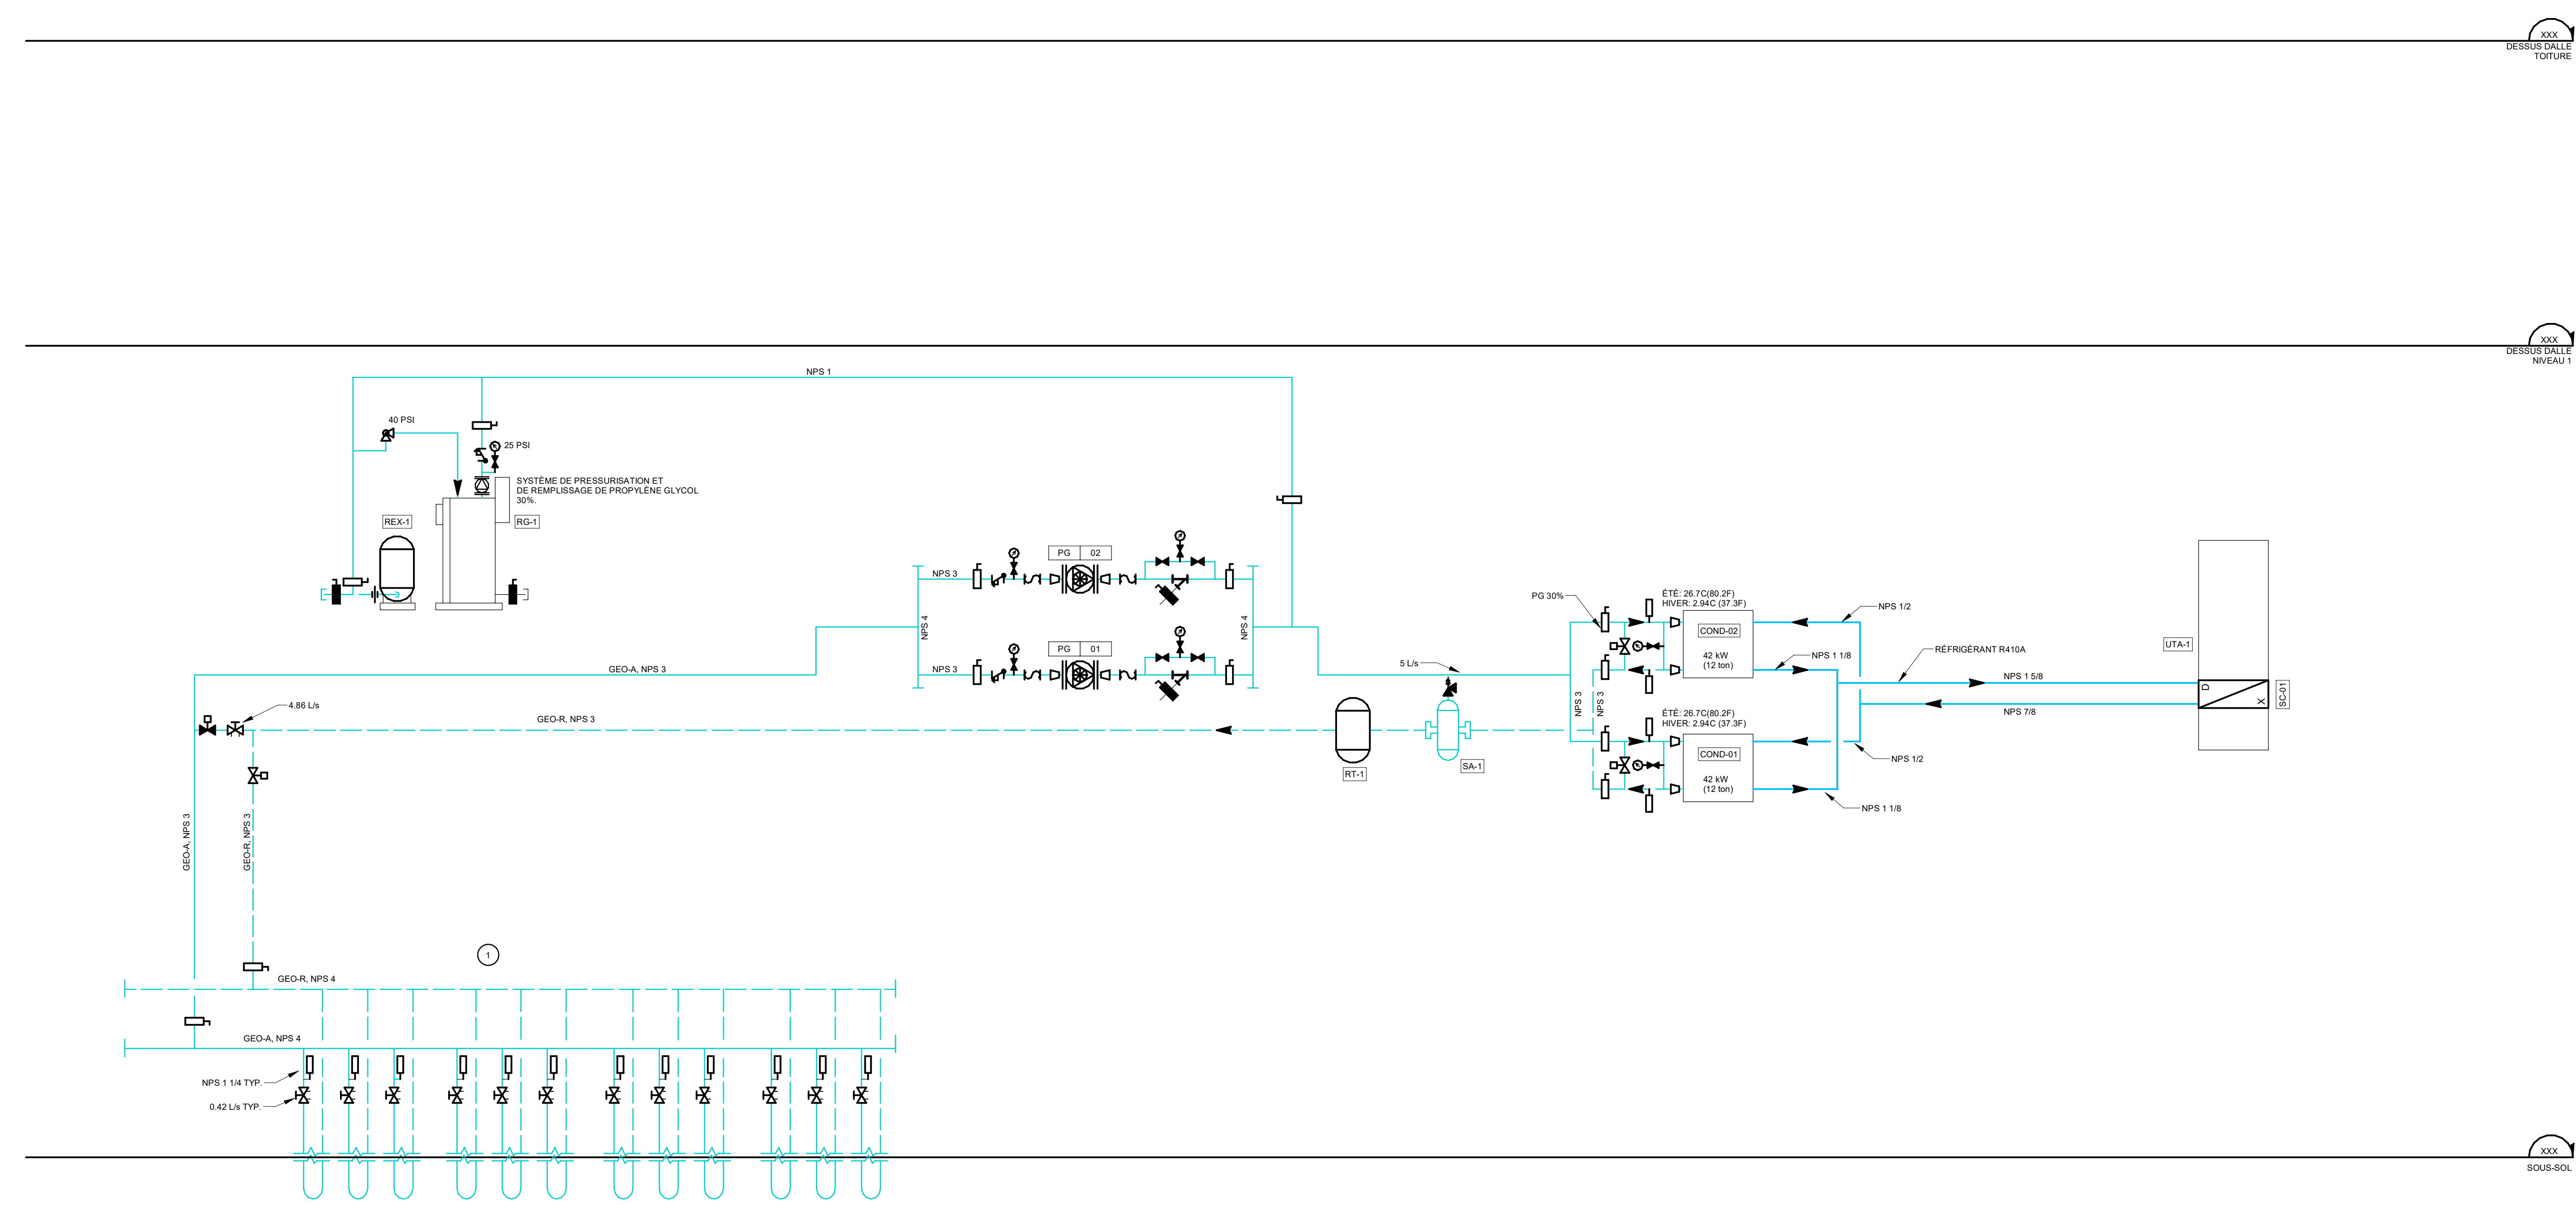 XXX
DESSUS DALLE
TOITURE
XXX
DESSUS DALLE
NIVEAU 1
NPS 1
40 PSI
25 PSI
SYSTÈME DE PRESSURISATION ET
DE REMPLISSAGE DE PROPYLÈNE GLYCOL
30%.
REX-1
RG-1
PG 02
NPS 3
NPS 4
NPS 4
PG 01
NPS 3
GEO-A, NPS 3
PG 30%
ÉTÉ: 26.7C(80.2F)
HIVER: 2.94C (37.3F)
COND-02
42 kW
(12 ton)
NPS 1/2
NPS 1 1/8
RÉFRIGÉRANT R410A
UTA-1
NPS 1 5/8
NPS 7/8
D
X
SC-01
5 L/s
NPS 3
NPS 3
4.86 L/s
GEO-R, NPS 3
RT-1
SA-1
ÉTÉ: 26.7C(80.2F)
HIVER: 2.94C (37.3F)
COND-01
42 kW
(12 ton)
NPS 1/2
NPS 1 1/8
GEO-A, NPS 3
GEO-R, NPS 3
1
GEO-R, NPS 4
GEO-A, NPS 4
NPS 1 1/4 TYP.
0.42 L/s TYP.
XXX
SOUS-SOL